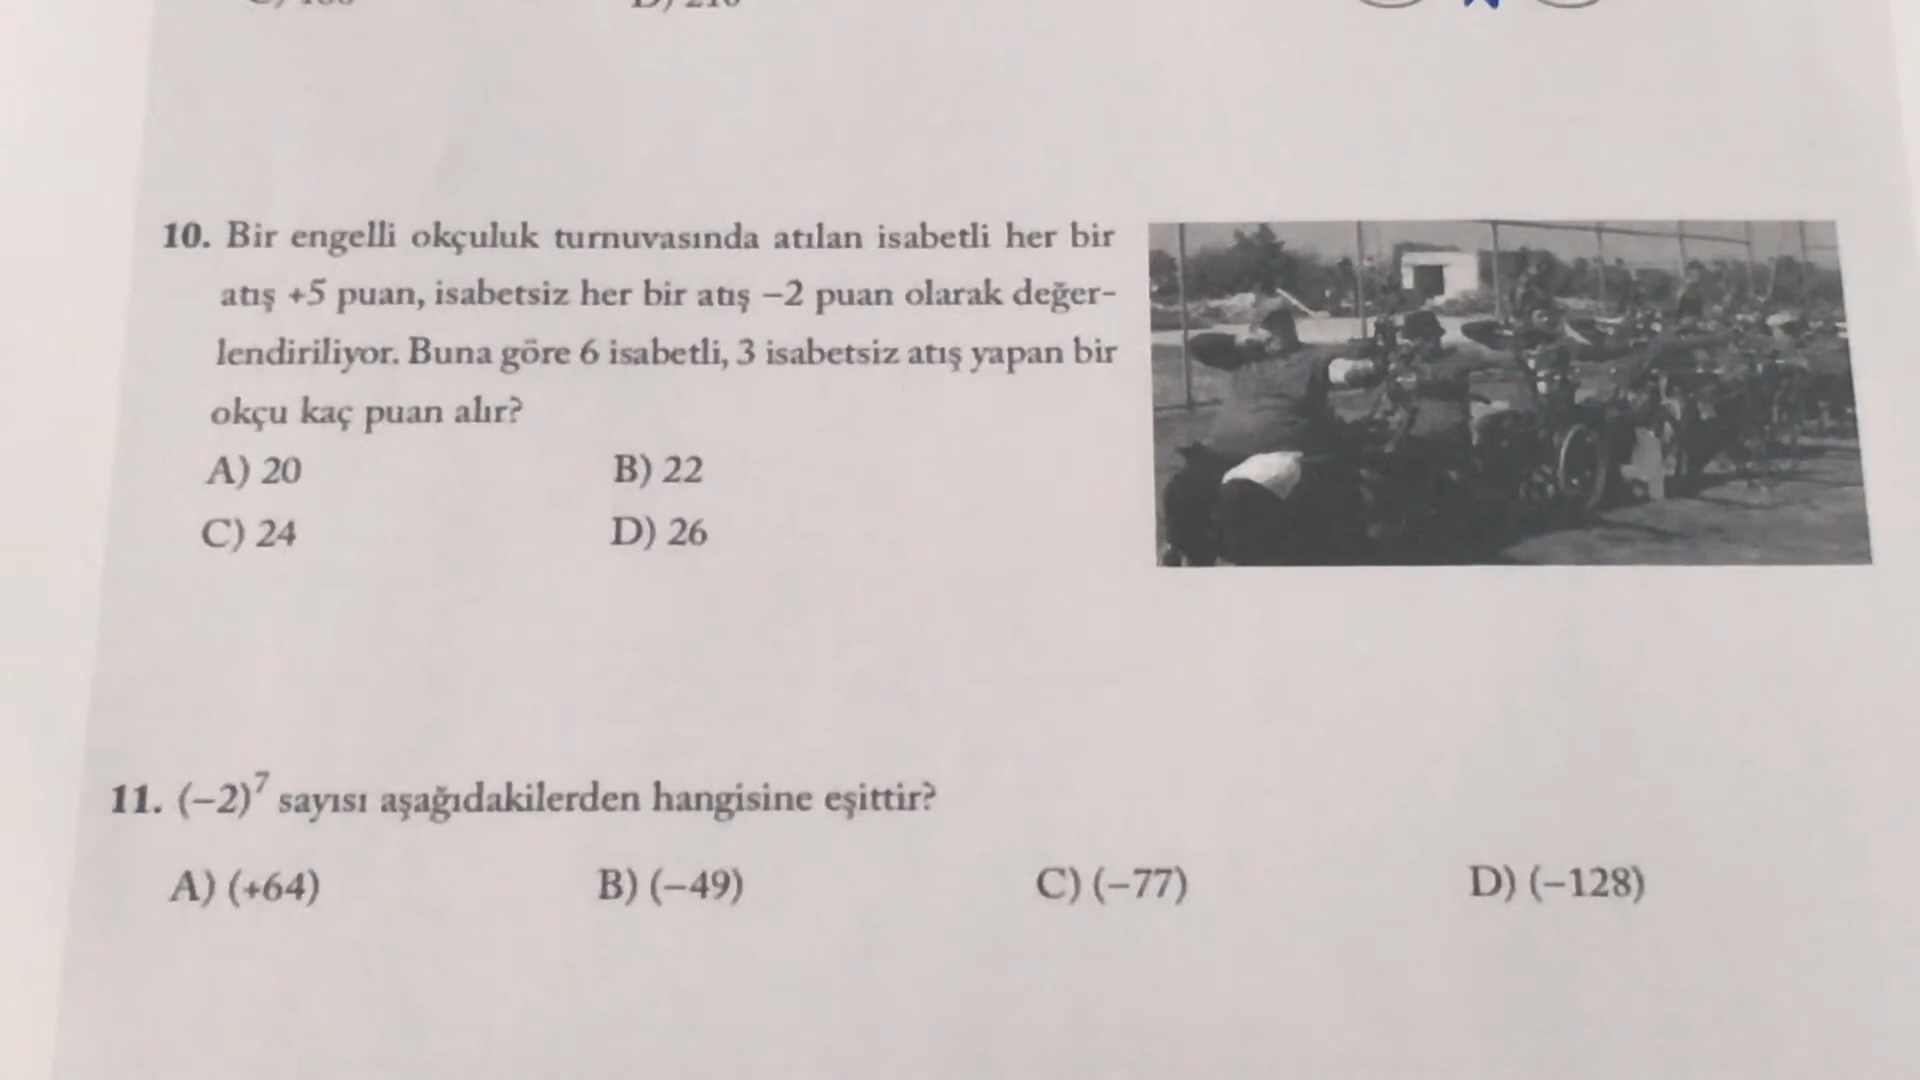 10. Bir engelli okçuluk turnuvasında atılan isabetli her bir
atış +5 puan, isabetsiz her bir atış −2 puan olarak değer-
lendiriliyor. Buna göre 6 isabetli, 3 isabetsiz atış yapan bir
okçu kaç puan alır?
A) 20 B) 22
C) 24 D) 26
11. (−2)⁷ sayısı aşağıdakilerden hangisine eşittir?
A) (+64) B) (−49) C) (−77) D) (−128)